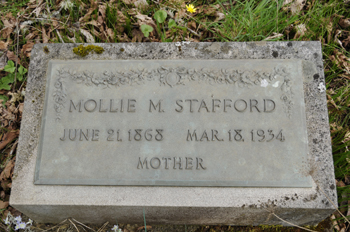 MOLLIE M. STAFFORD
JUNE 21, 1868 MAR. 18, 1934
MOTHER